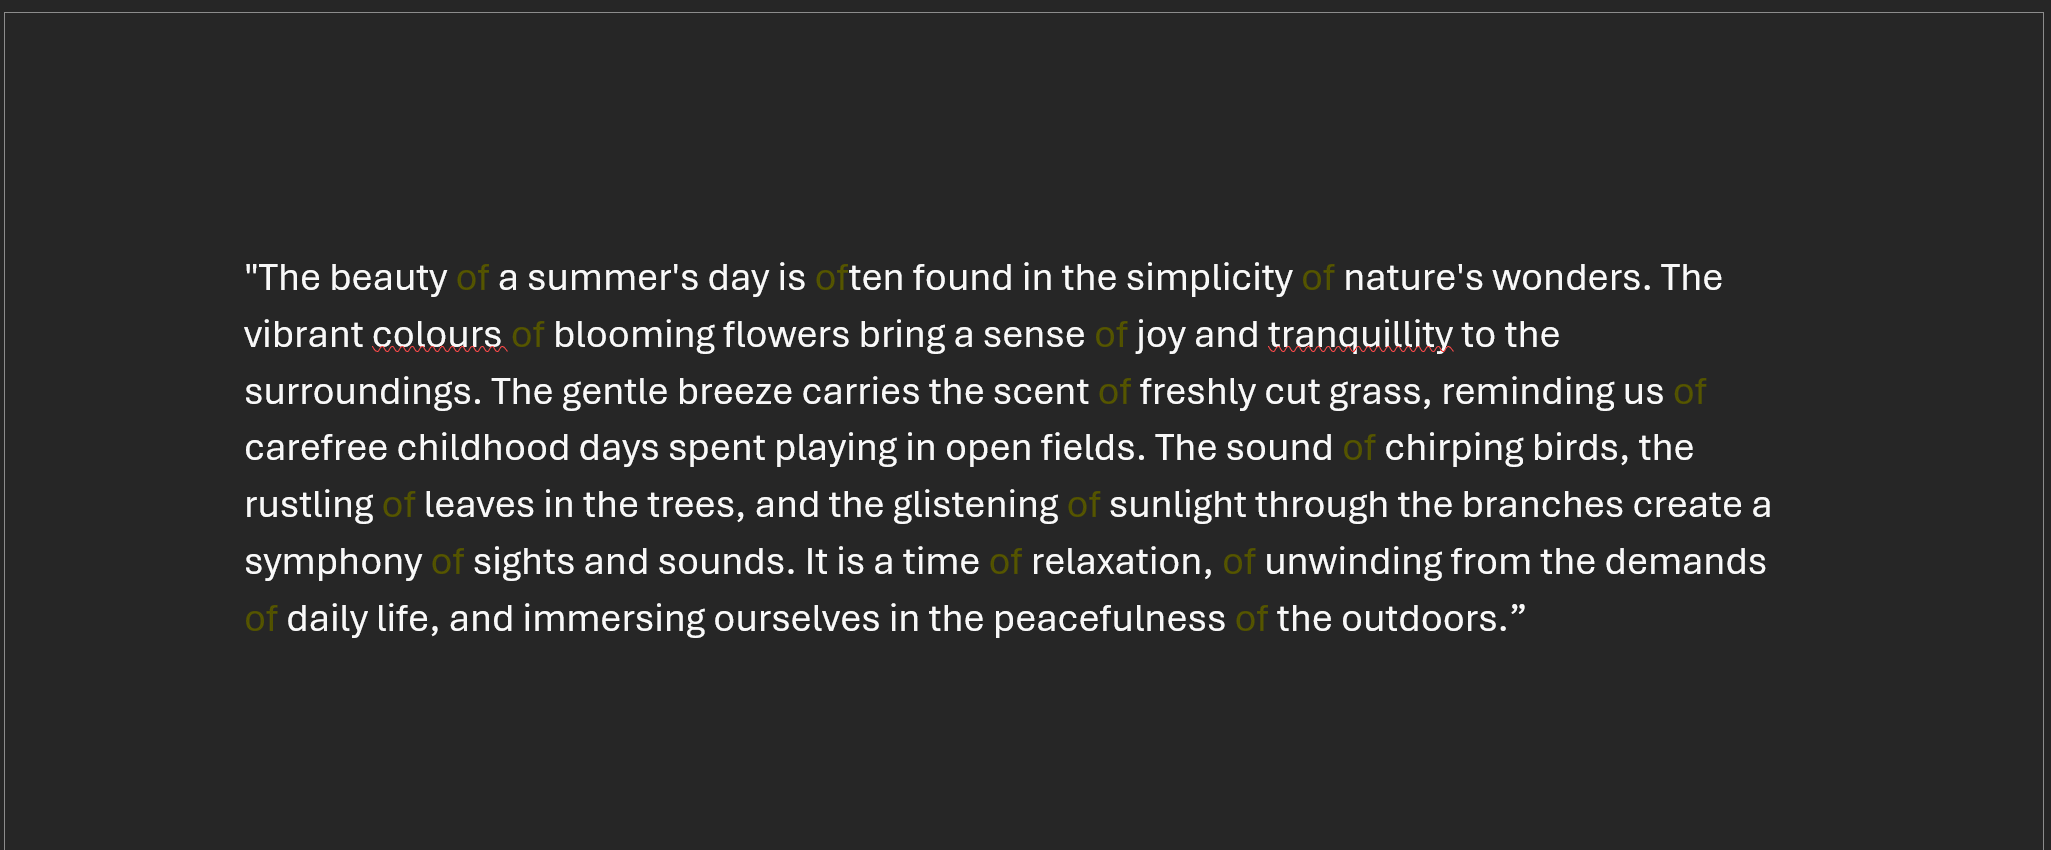 "The beauty of a summer's day is often found in the simplicity of nature's wonders. The
vibrant colours of blooming flowers bring a sense of joy and tranquillity to the
surroundings. The gentle breeze carries the scent of freshly cut grass, reminding us of
carefree childhood days spent playing in open fields. The sound of chirping birds, the
rustling of leaves in the trees, and the glistening of sunlight through the branches create a
symphony of sights and sounds. It is a time of relaxation, of unwinding from the demands
of daily life, and immersing ourselves in the peacefulness of the outdoors.”